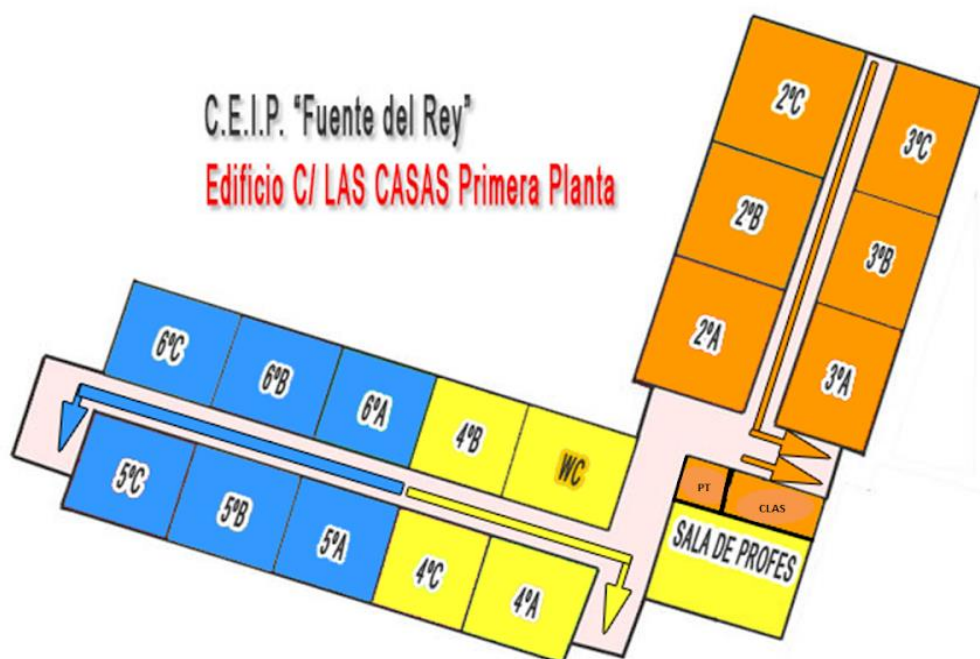 C.E.I.P. "Fuente del Rey"
Edificio C/ LAS CASAS Primera Planta
2ºC
3ºC
2ºB
3ºB
2ºA
3ºA
6ºC
6ºB
6ºA
4ºB
WC
5ºC
5ºB
5ºA
4ºC
4ºA
PT
CLAS
SALA DE PROFES